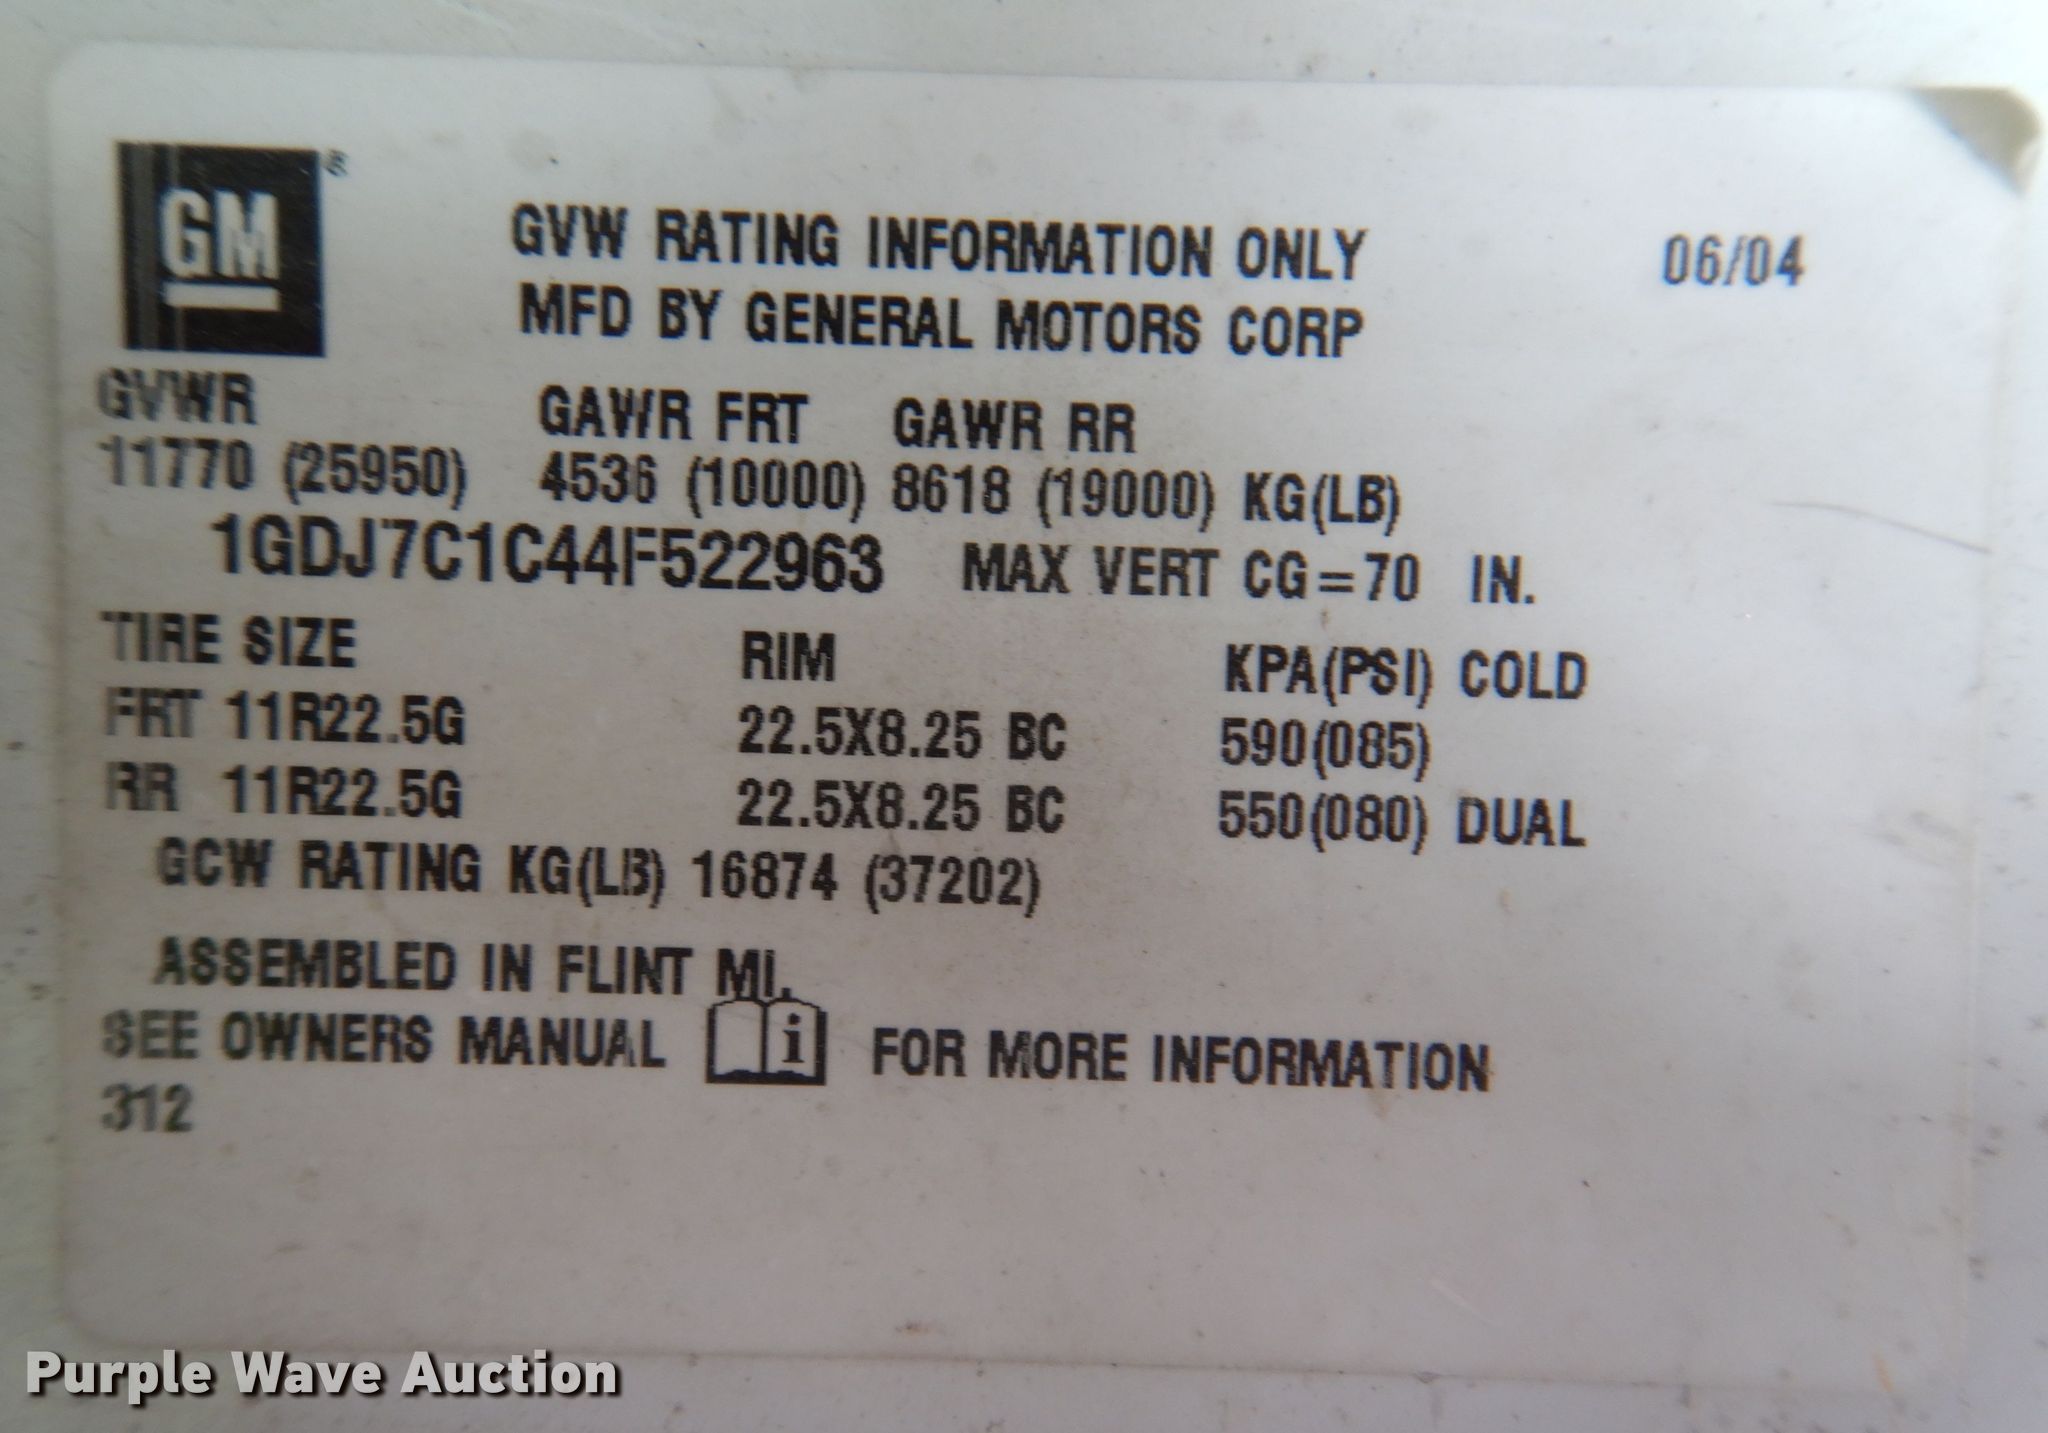 GM®
GVW RATING INFORMATION ONLY 06/04
MFD BY GENERAL MOTORS CORP
GVWR GAWR FRT GAWR RR
11770 (25950) 4536 (10000) 8618 (19000) KG(LB)
1GDJ7C1C44F522963 MAX VERT CG=70 IN.
TIRE SIZE RIM KPA(PSI) COLD
FRT 11R22.5G 22.5X8.25 BC 590(085)
RR 11R22.5G 22.5X8.25 BC 550(080) DUAL
GCW RATING KG(LB) 16874 (37202)
ASSEMBLED IN FLINT MI.
SEE OWNERS MANUAL i FOR MORE INFORMATION
312
Purple Wave Auction